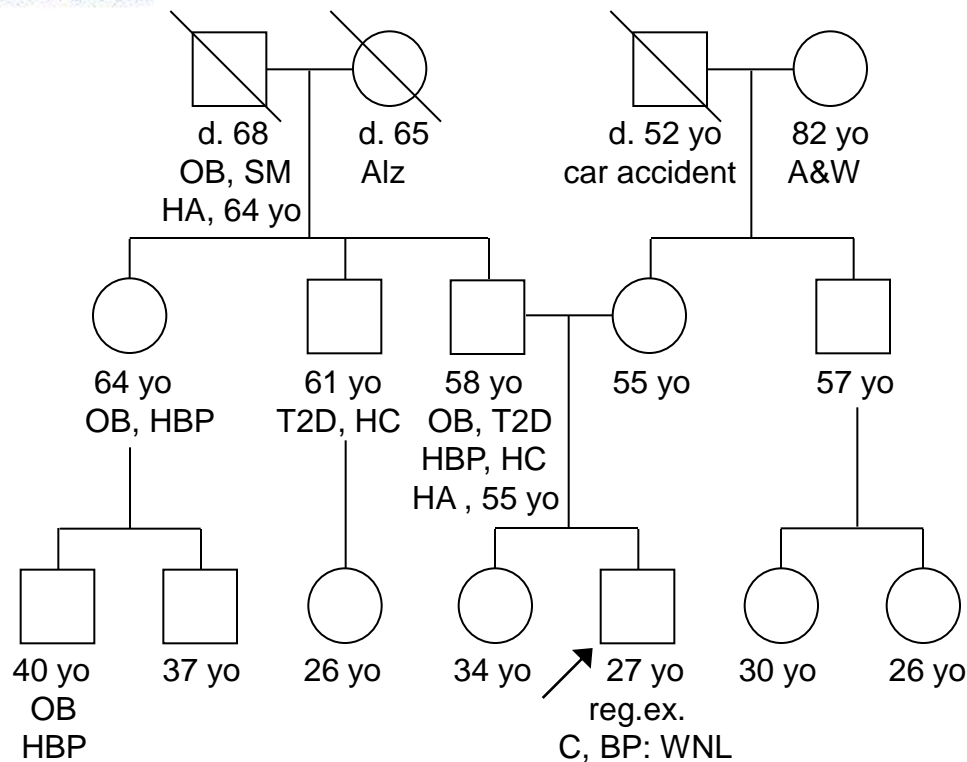 d. 68
OB, SM
HA, 64 yo
d. 65
Alz
d. 52 yo
car accident
82 yo
A&W
64 yo
OB, HBP
61 yo
T2D, HC
58 yo
OB, T2D
HBP, HC
HA , 55 yo
55 yo
57 yo
40 yo
OB
HBP
37 yo
26 yo
34 yo
27 yo
reg.ex.
C, BP: WNL
30 yo
26 yo